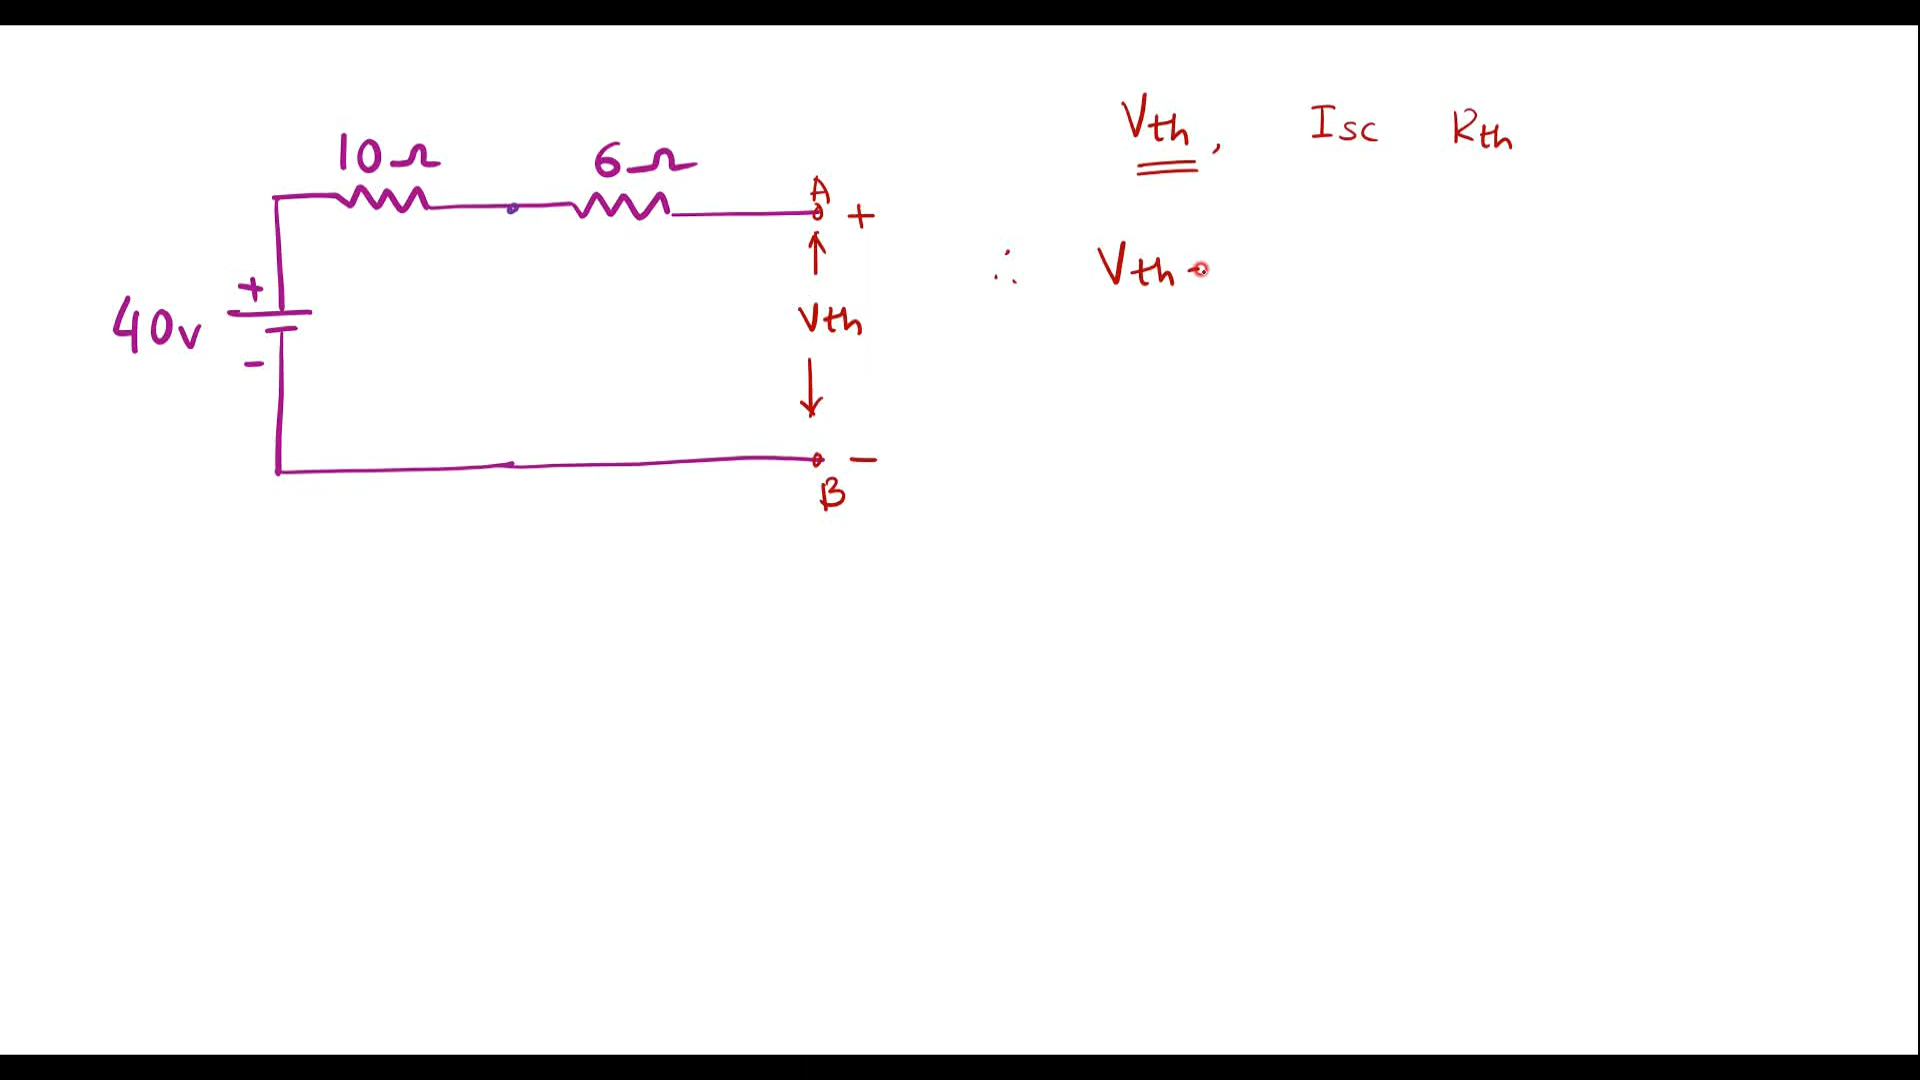 Vth, Isc Rth
10Ω 6Ω
A
+
∴ Vth -
+
40v
Vth
-
-
B